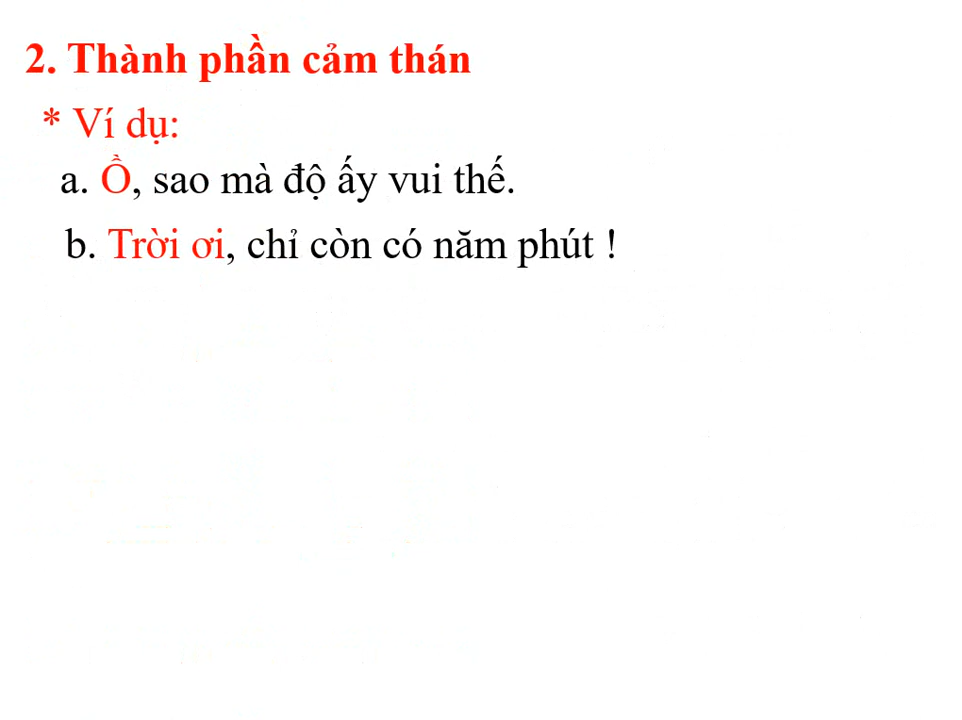 2. Thành phần cảm thán
* Ví dụ:
a. Ồ, sao mà độ ấy vui thế.
b. Trời ơi, chỉ còn có năm phút !